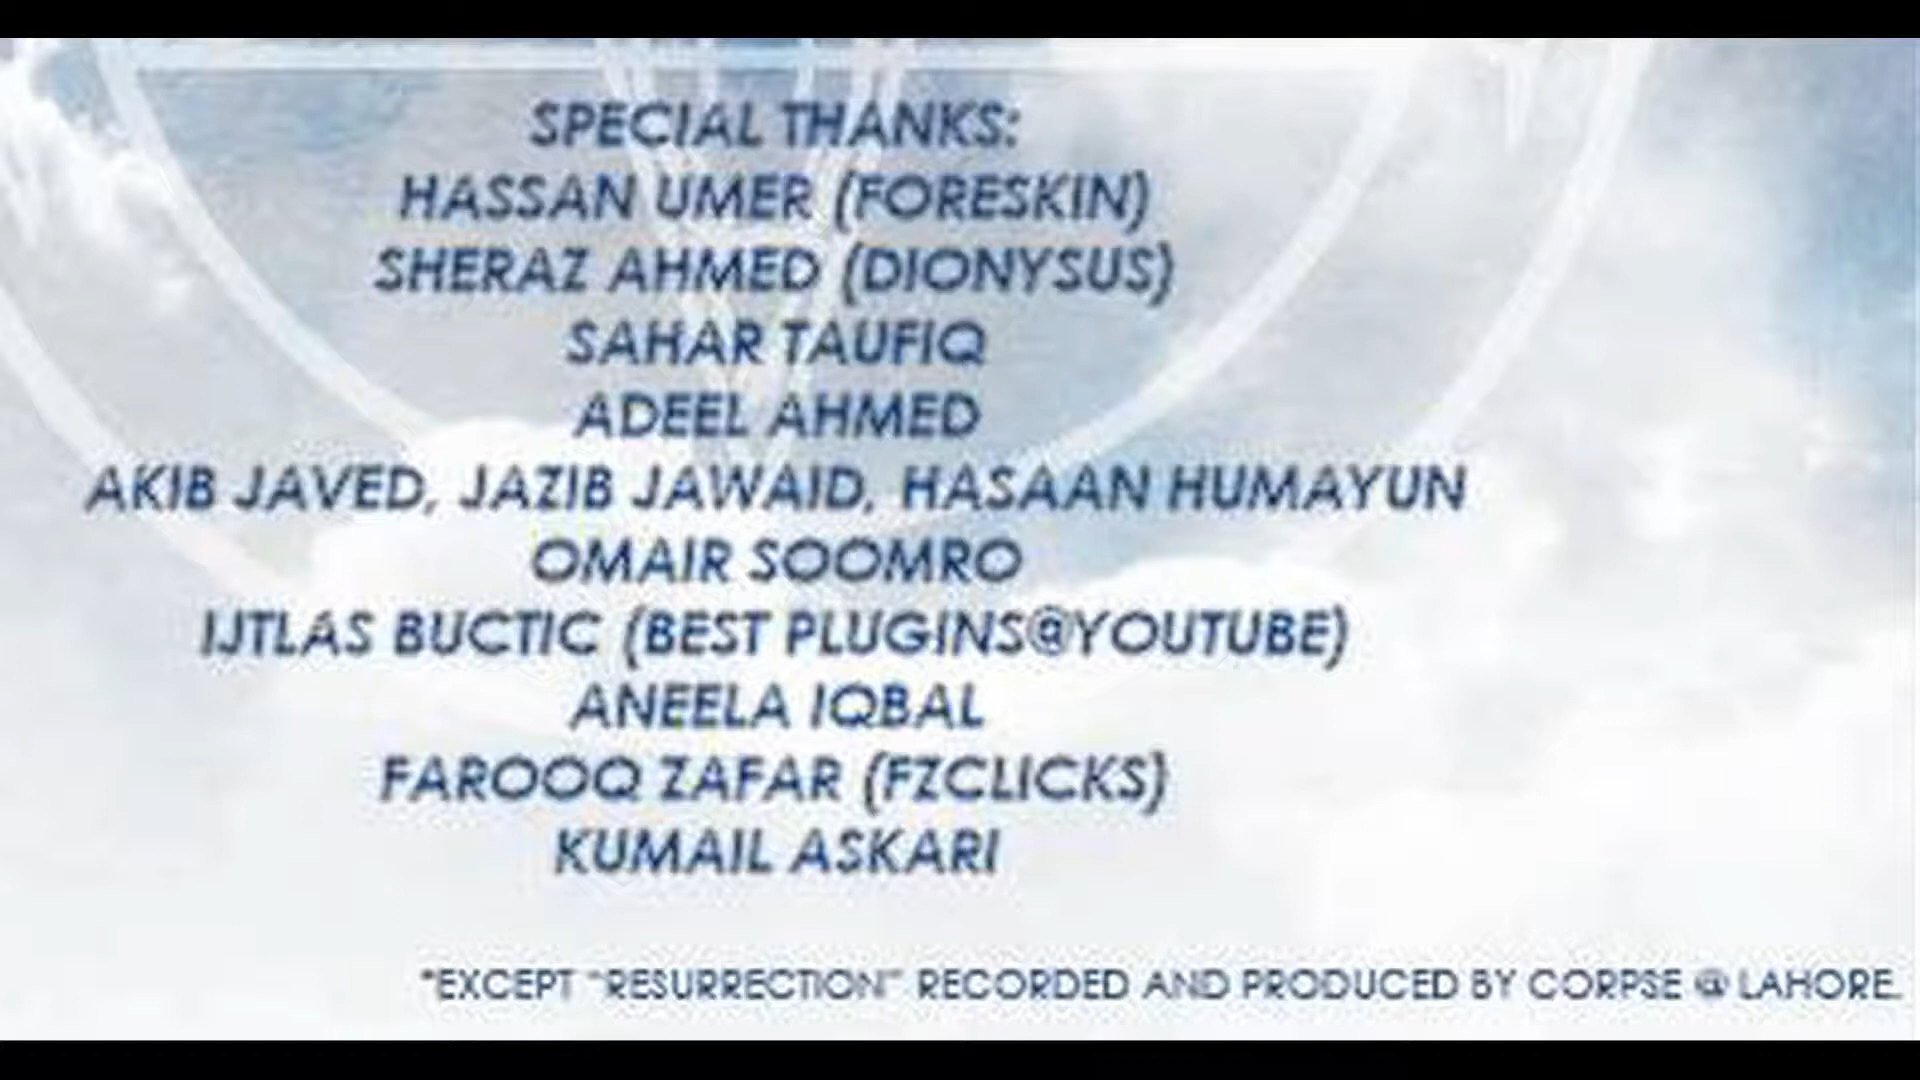 SPECIAL THANKS:
HASSAN UMER (FORESKIN)
SHERAZ AHMED (DIONYSUS)
SAHAR TAUFIQ
ADEEL AHMED
AKIB JAVED, JAZIB JAWAID, HASAAN HUMAYUN
OMAIR SOOMRO
IJTLAS BUCTIC (BEST PLUGINS@YOUTUBE)
ANEELA IQBAL
FAROOQ ZAFAR (FZCLICKS)
KUMAIL ASKARI
*EXCEPT "RESURRECTION" RECORDED AND PRODUCED BY CORPSE @ LAHORE.